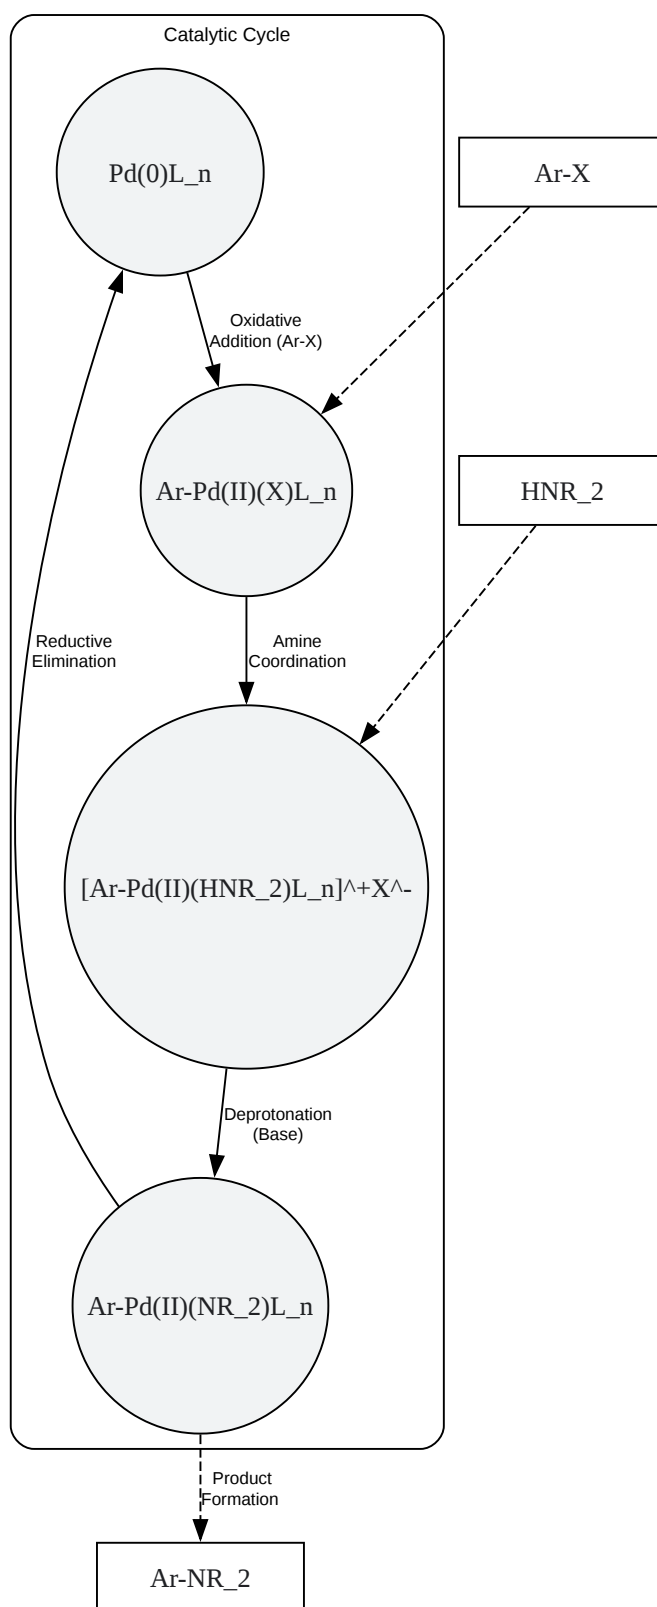 Catalytic Cycle
Pd(0)L_n
Ar-X
Oxidative
Addition (Ar-X)
Ar-Pd(II)(X)L_n
HNR_2
Reductive
Elimination
Amine
Coordination
[Ar-Pd(II)(HNR_2)L_n]^+X^-
Deprotonation
(Base)
Ar-Pd(II)(NR_2)L_n
Product
Formation
Ar-NR_2